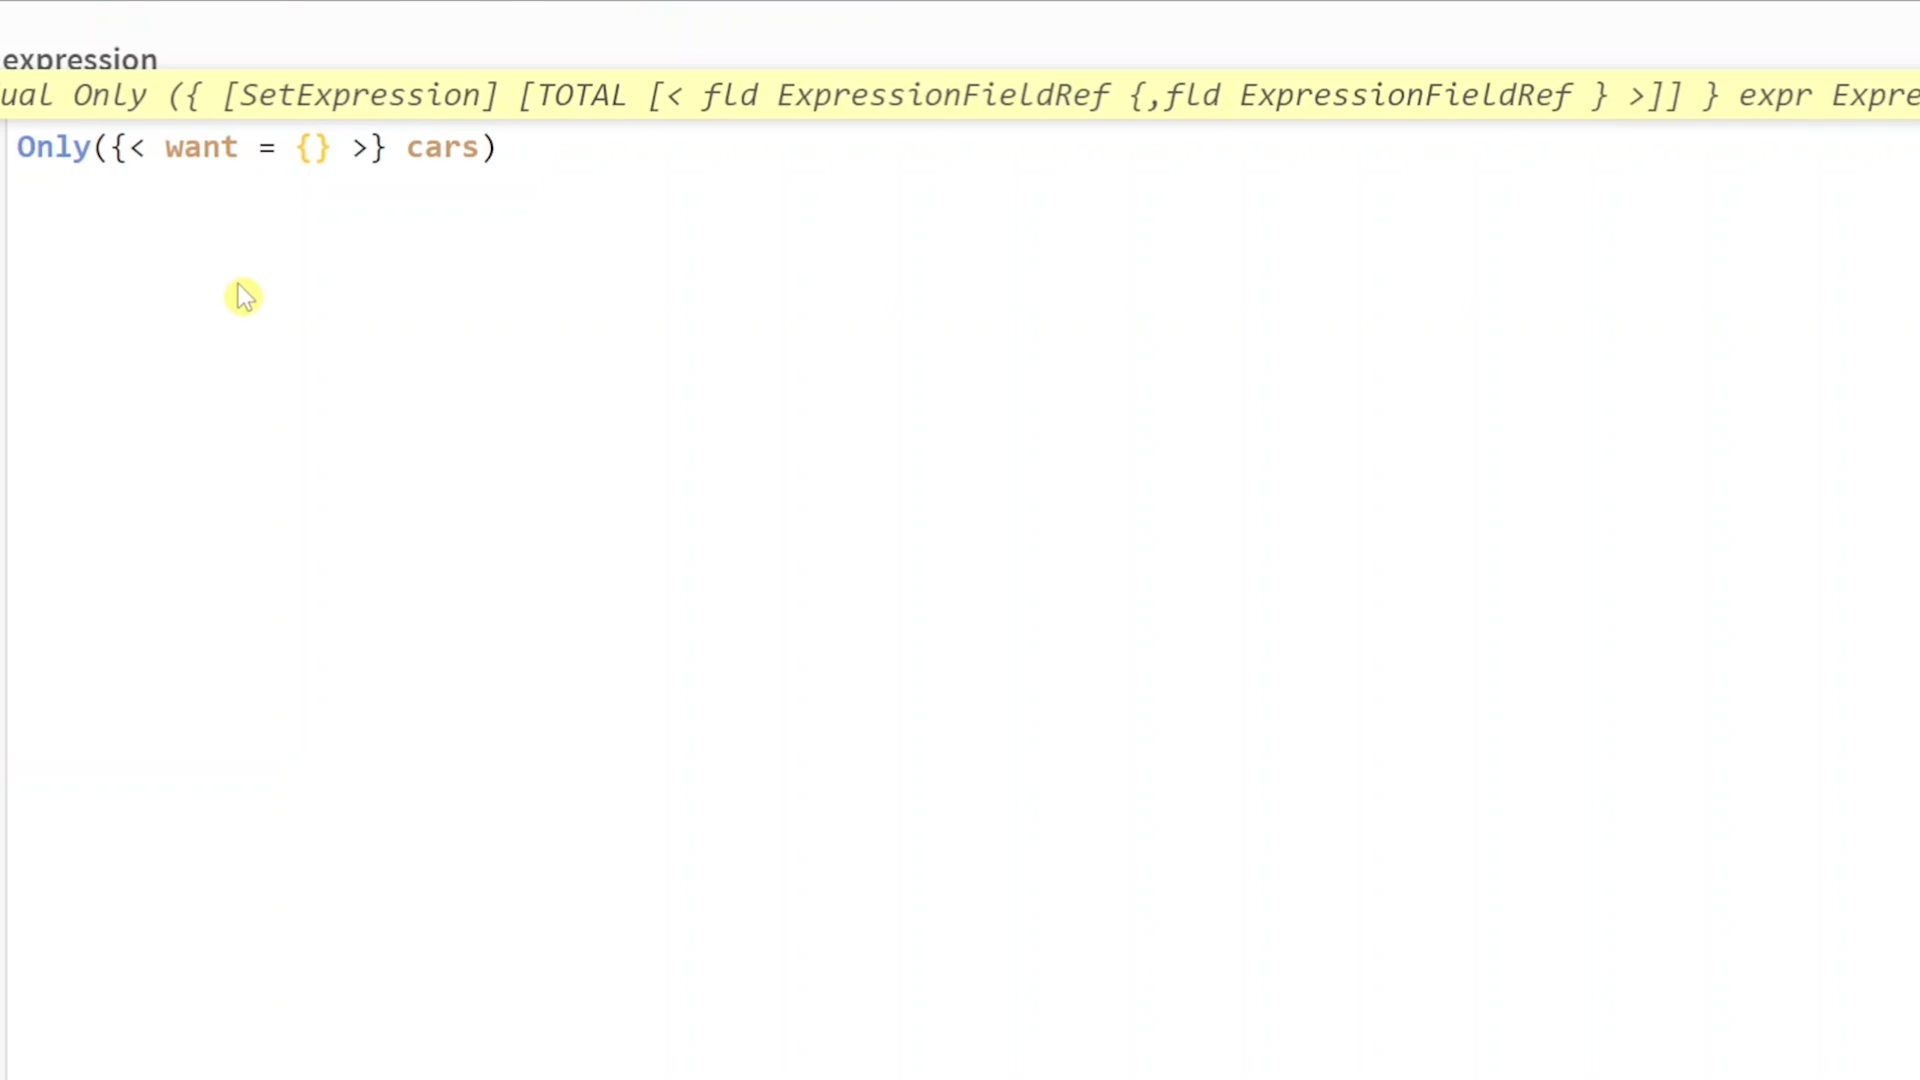 expression
ual Only ({ [SetExpression] [TOTAL [< fld ExpressionFieldRef {,fld ExpressionFieldRef } >]] } expr Expre
Only({< want = {} >} cars)